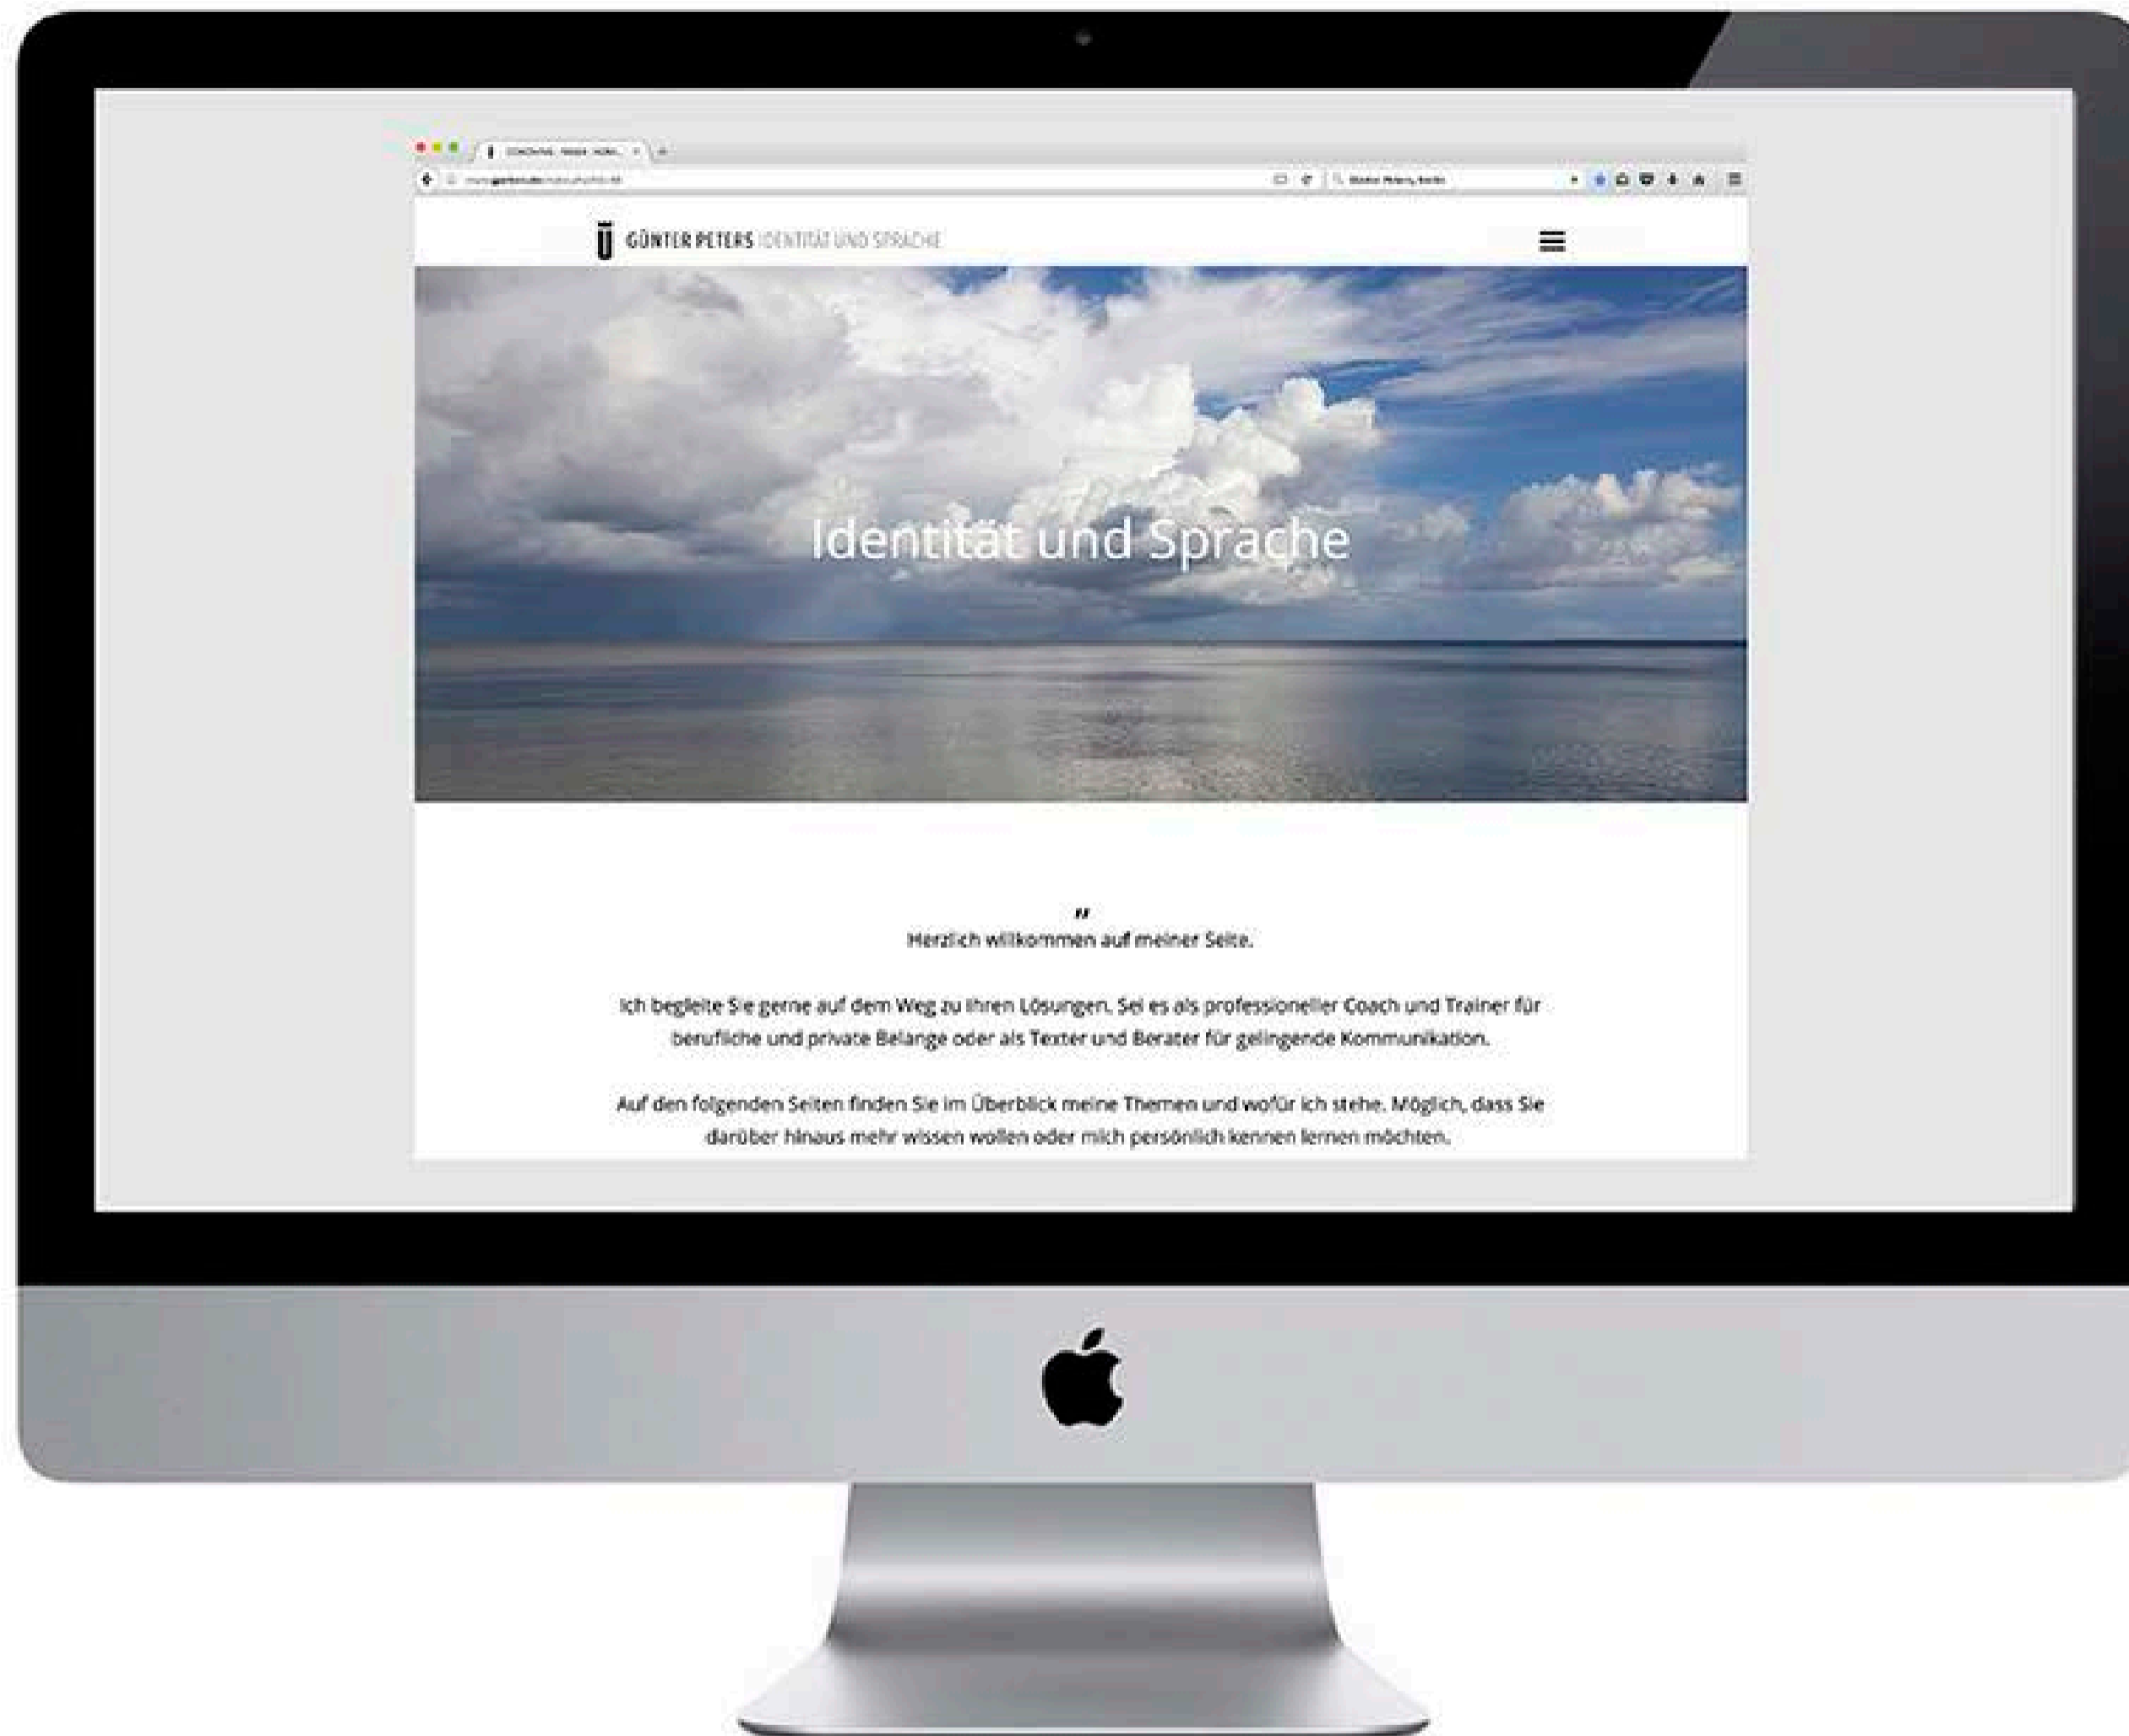 GÜNTER PETERS IDENTITÄT UND SPRACHE
Identität und Sprache
"
Herzlich willkommen auf meiner Seite.
Ich begleite Sie gerne auf dem Weg zu Ihren Lösungen. Sei es als professioneller Coach und Trainer für
berufliche und private Belange oder als Texter und Berater für gelingende Kommunikation.
Auf den folgenden Seiten finden Sie im Überblick meine Themen und wofür ich stehe. Möglich, dass Sie
darüber hinaus mehr wissen wollen oder mich persönlich kennen lernen möchten.